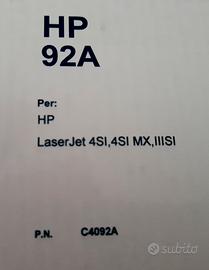 HP
92A
Per:
HP
LaserJet 4SI,4SI MX,IIISI
P.N. C4092A
subito